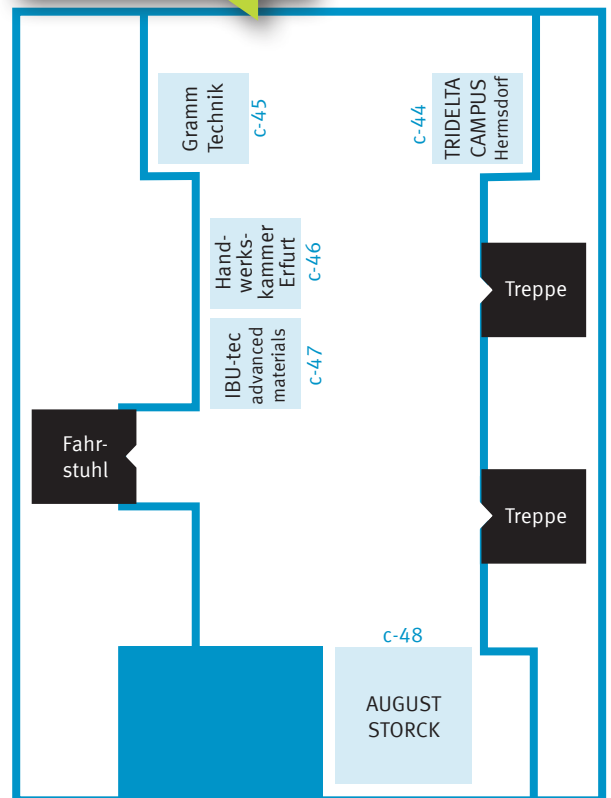 Gramm
Technik
c-45
c-44
TRIDELTA
CAMPUS
Hermsdorf
Hand-
werks-
kammer
Erfurt
c-46
Treppe
IBU-tec
advanced
materials
c-47
Fahr-
stuhl
Treppe
c-48
AUGUST
STORCK